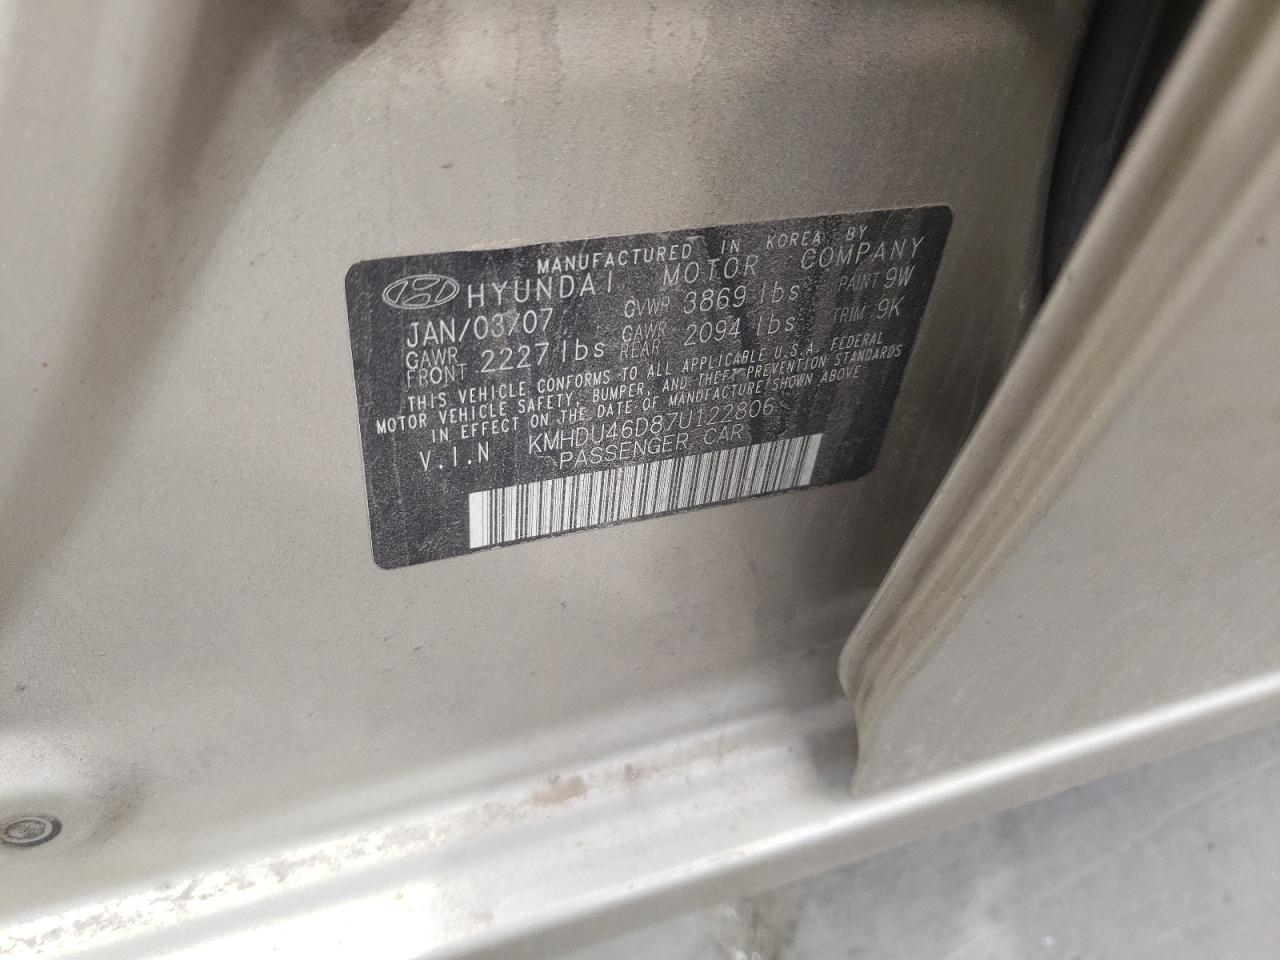 MANUFACTURED IN KOREA BY
HYUNDAI MOTOR COMPANY
JAN/03/07 GVWR 3869 lbs PAINT 9W
GAWR FRONT 2227 lbs GAWR REAR 2094 lbs TRIM 9K
THIS VEHICLE CONFORMS TO ALL APPLICABLE U.S.A. FEDERAL
MOTOR VEHICLE SAFETY, BUMPER, AND THEFT PREVENTION STANDARDS
IN EFFECT ON THE DATE OF MANUFACTURE SHOWN ABOVE
V.I.N KMHDU46D87U122806
PASSENGER CAR